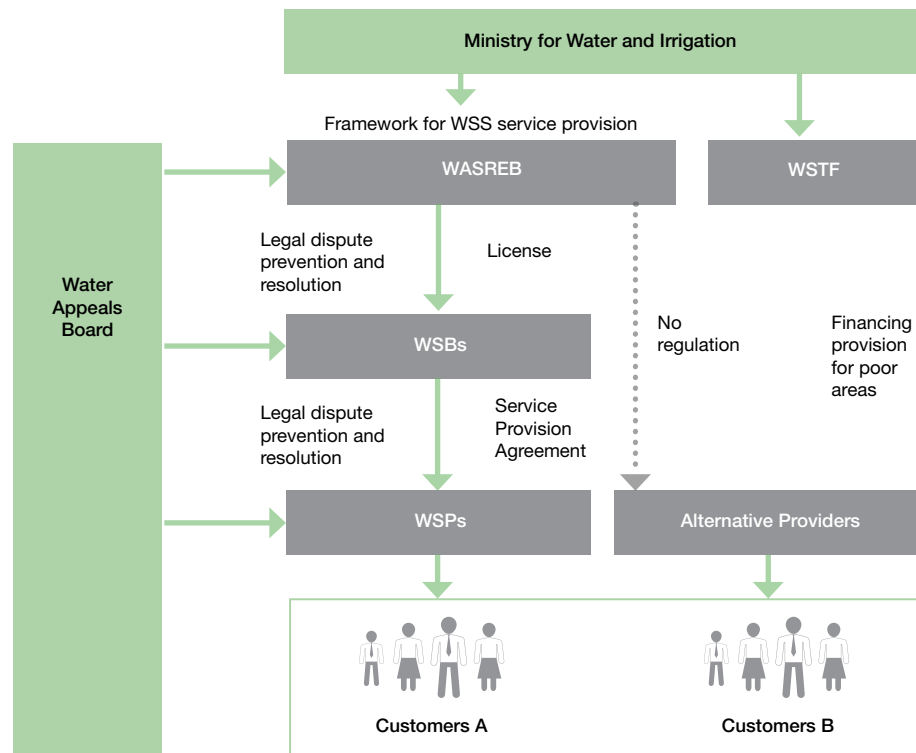 Ministry for Water and Irrigation
Framework for WSS service provision
WASREB
WSTF
Legal dispute
prevention and
resolution
License
Water
Appeals
Board
WSBs
No
regulation
Financing
provision
for poor
areas
Legal dispute
prevention and
resolution
Service
Provision
Agreement
WSPs
Alternative Providers
Customers A
Customers B